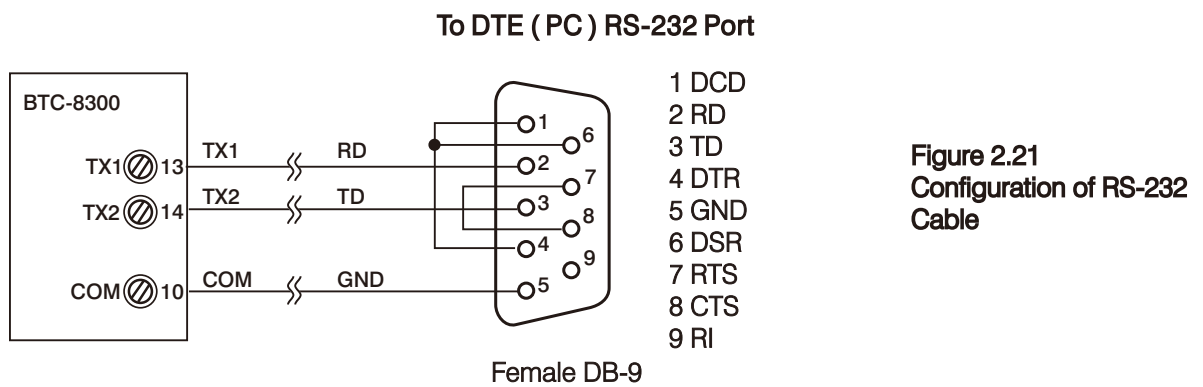 To DTE ( PC ) RS-232 Port
BTC-8300
TX1 13 TX1 RD
TX2 14 TX2 TD
COM 10 COM GND
1
6
2
7
3
8
4
9
5
Female DB-9
1 DCD
2 RD
3 TD
4 DTR
5 GND
6 DSR
7 RTS
8 CTS
9 RI
Figure 2.21
Configuration of RS-232
Cable